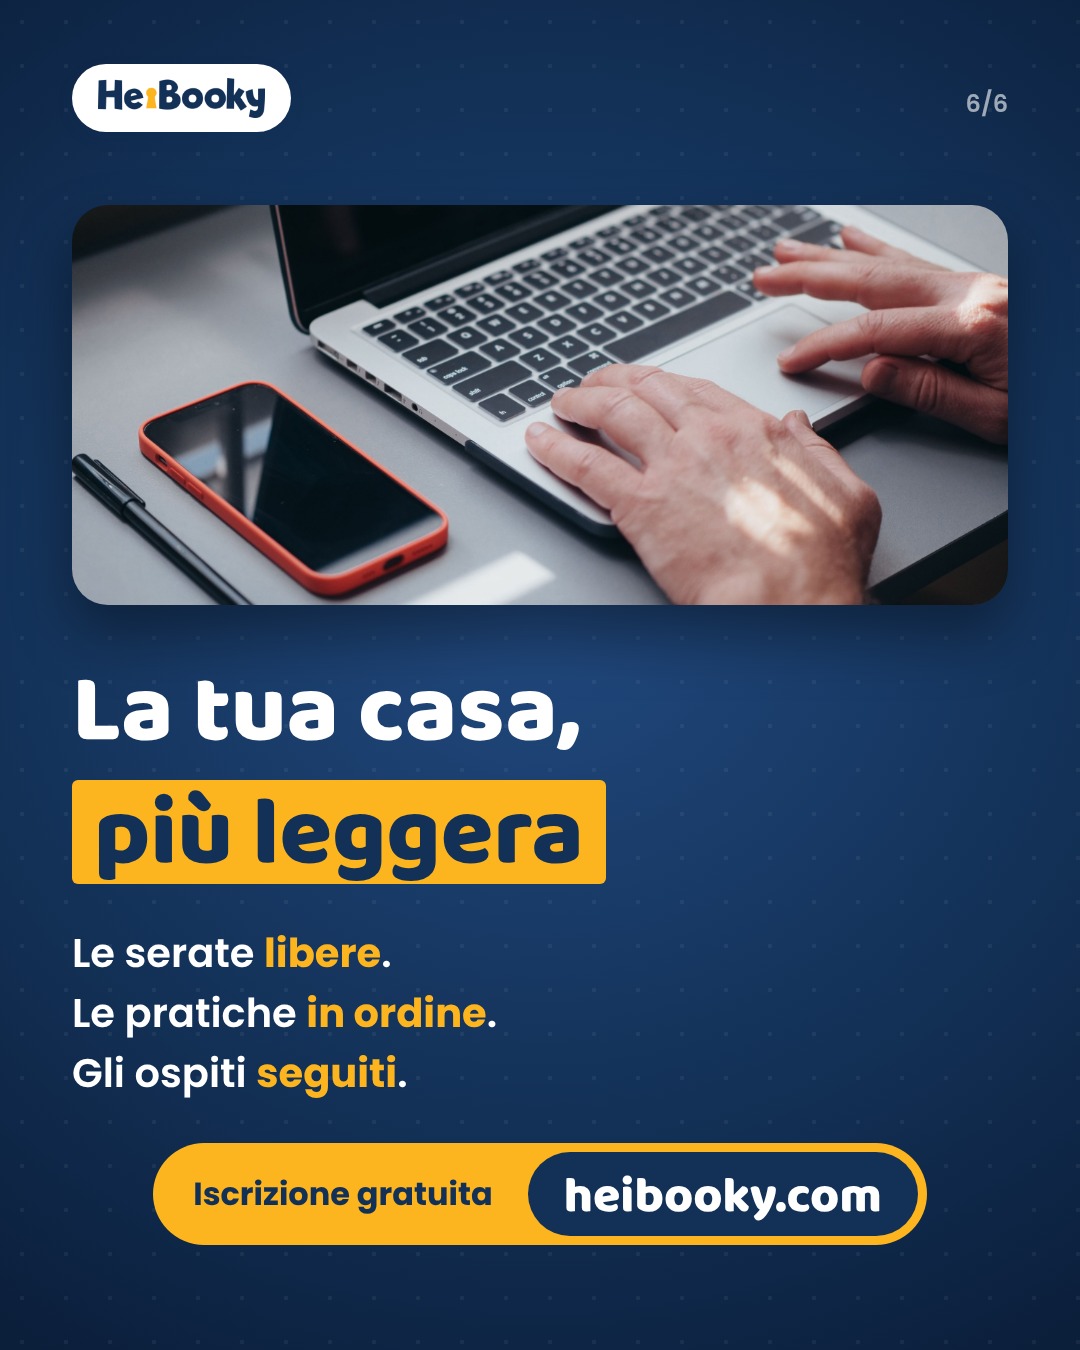 HeiBooky
6/6
La tua casa,
più leggera
Le serate libere.
Le pratiche in ordine.
Gli ospiti seguiti.
Iscrizione gratuita
heibooky.com